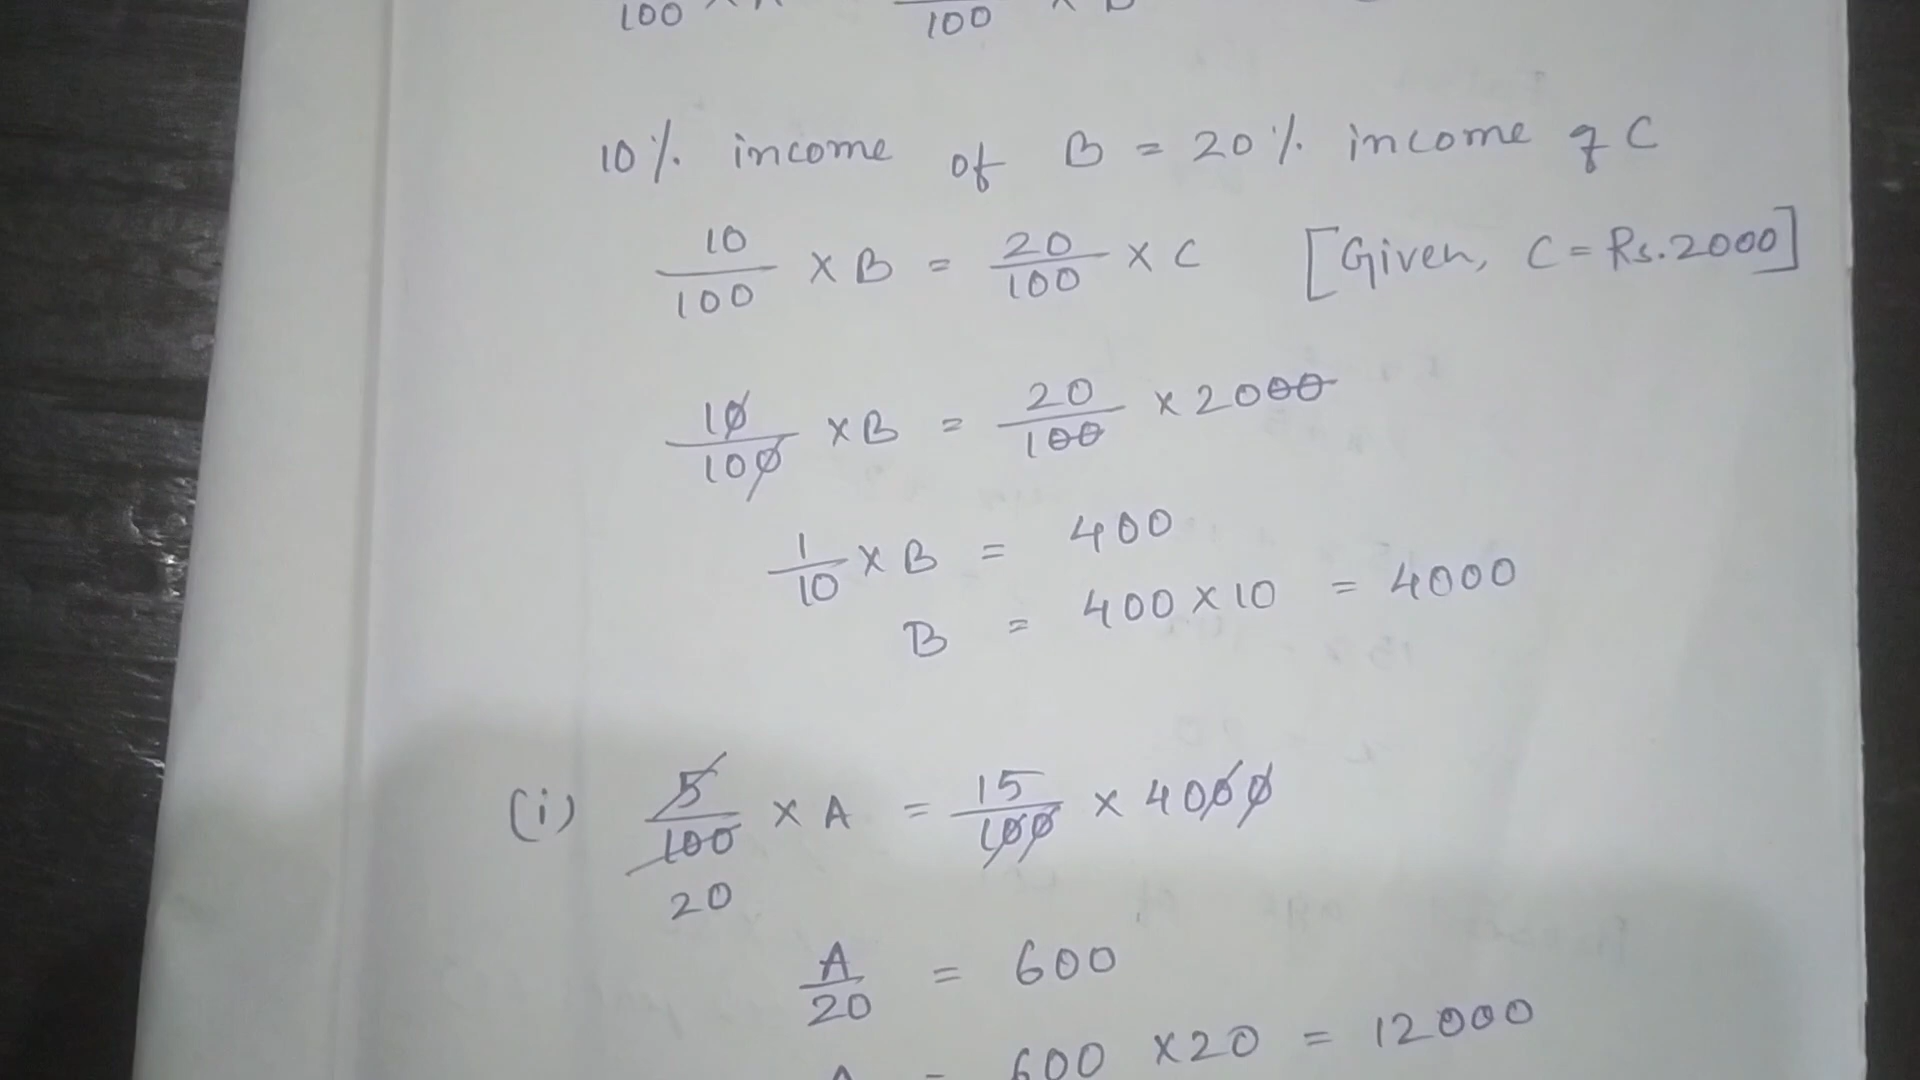 100 100
10% income of B = 20% income of C
10/100 × B = 20/100 × C [Given, C = Rs.2000]
10/100 × B = 20/100 × 2000
1/10 × B = 400
B = 400 × 10 = 4000
(i) 5/100 × A = 15/100 × 4000
20
A/20 = 600
A = 600 × 20 = 12000